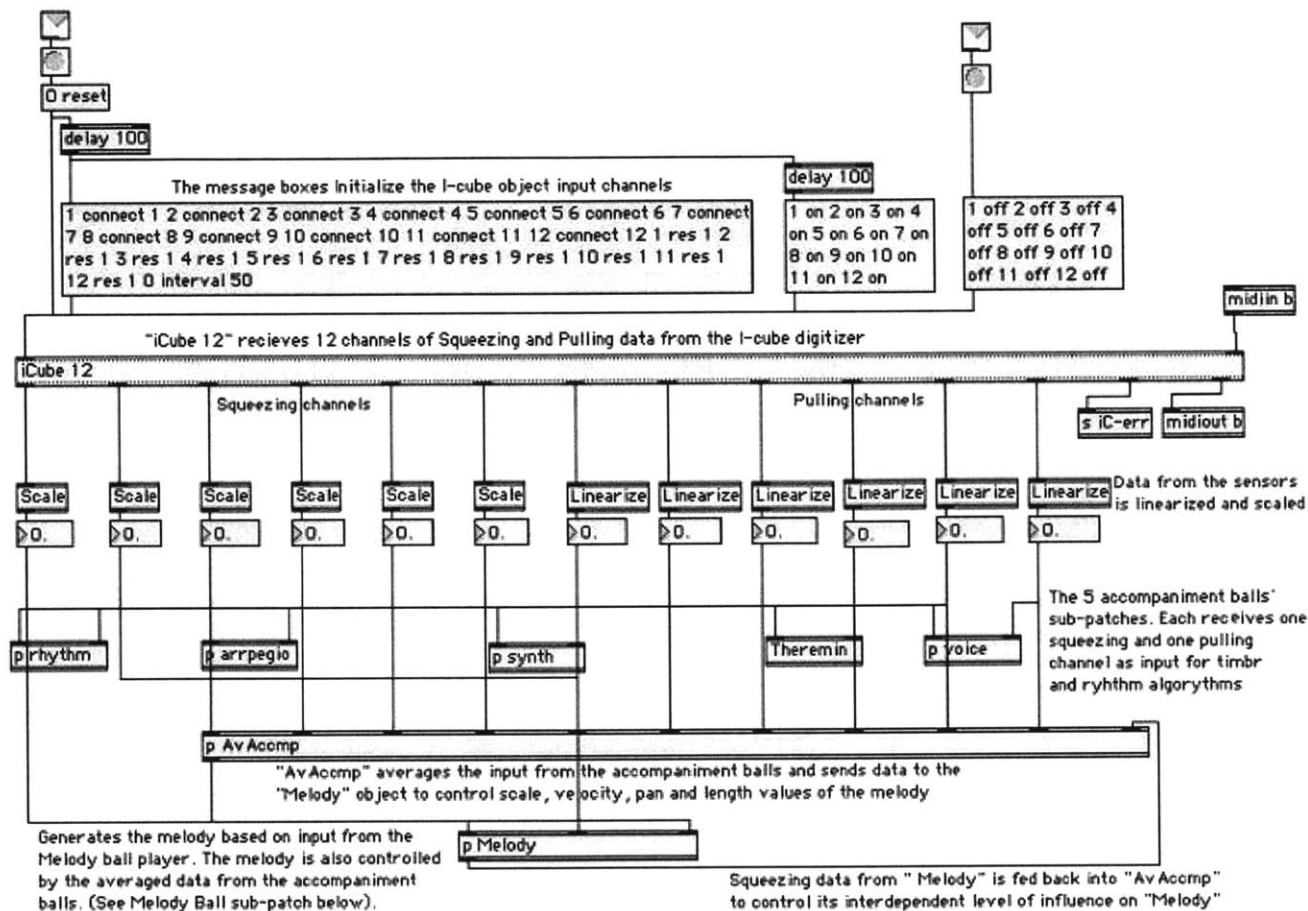 0 reset
delay 100
The message boxes Initialize the I-cube object input channels
1 connect 1 2 connect 2 3 connect 3 4 connect 4 5 connect 5 6 connect 6 7 connect
7 8 connect 8 9 connect 9 10 connect 10 11 connect 11 12 connect 12 1 res 1 2
res 1 3 res 1 4 res 1 5 res 1 6 res 1 7 res 1 8 res 1 9 res 1 10 res 1 11 res 1
12 res 1 0 interval 50
delay 100
1 on 2 on 3 on 4
on 5 on 6 on 7 on
8 on 9 on 10 on
11 on 12 on
1 off 2 off 3 off 4
off 5 off 6 off 7
off 8 off 9 off 10
off 11 off 12 off
midiin b
"iCube 12" recieves 12 channels of Squeezing and Pulling data from the I-cube digitizer
iCube 12
Squeezing channels
Pulling channels
s iC-err
midiout b
Scale
Scale
Scale
Scale
Scale
Scale
Linearize
Linearize
Linearize
Linearize
Linearize
Linearize
Data from the sensors
is linearized and scaled
0.
0.
0.
0.
0.
0.
0.
0.
0.
0.
0.
0.
p rhythm
p arrpegio
p synth
Theremin
p voice
The 5 accompaniment balls'
sub-patches. Each receives one
squeezing and one pulling
channel as input for timbr
and ryhthm algorythms
p AvAccmp
"AvAccmp" averages the input from the accompaniment balls and sends data to the
"Melody" object to control scale, velocity, pan and length values of the melody
Generates the melody based on input from the
Melody ball player. The melody is also controlled
by the averaged data from the accompaniment
balls. (See Melody Ball sub-patch below).
p Melody
Squeezing data from " Melody" is fed back into "AvAccmp"
to control its interdependent level of influence on "Melody"